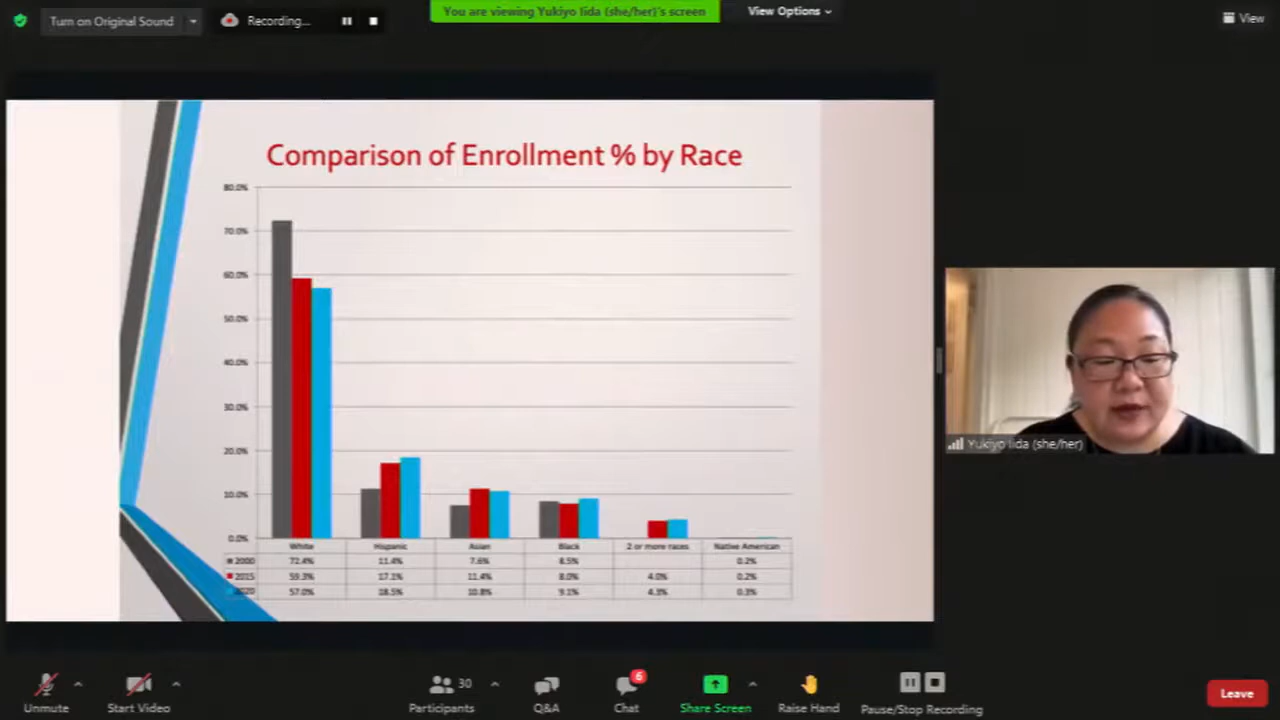 Turn on Original Sound
Recording...
You are viewing Yukiyo Iida (she/her)'s screen
View Options
View
Comparison of Enrollment % by Race
80.0%
70.0%
60.0%
50.0%
40.0%
30.0%
20.0%
10.0%
0.0%
White Hispanic Asian Black 2 or more races Native American
2000 72.4% 11.4% 7.6% 8.5% 0.2%
2015 59.3% 17.1% 11.4% 8.0% 4.0% 0.2%
2020 57.0% 18.5% 10.8% 9.1% 4.3% 0.3%
Yukiyo Iida (she/her)
Unmute
Start Video
30
Participants
Q&A
6
Chat
Share Screen
Raise Hand
Pause/Stop Recording
Leave